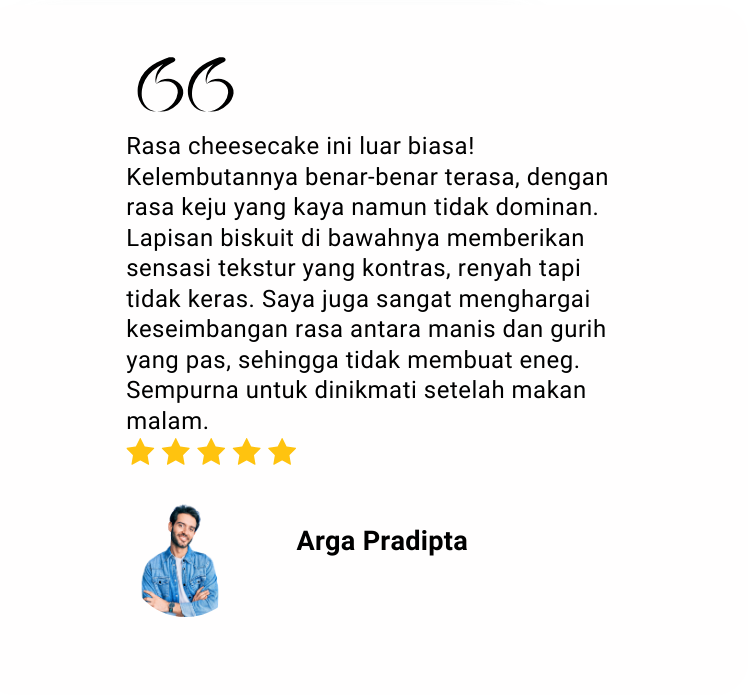 Rasa cheesecake ini luar biasa!
Kelembutannya benar-benar terasa, dengan
rasa keju yang kaya namun tidak dominan.
Lapisan biskuit di bawahnya memberikan
sensasi tekstur yang kontras, renyah tapi
tidak keras. Saya juga sangat menghargai
keseimbangan rasa antara manis dan gurih
yang pas, sehingga tidak membuat eneg.
Sempurna untuk dinikmati setelah makan
malam.
Arga Pradipta